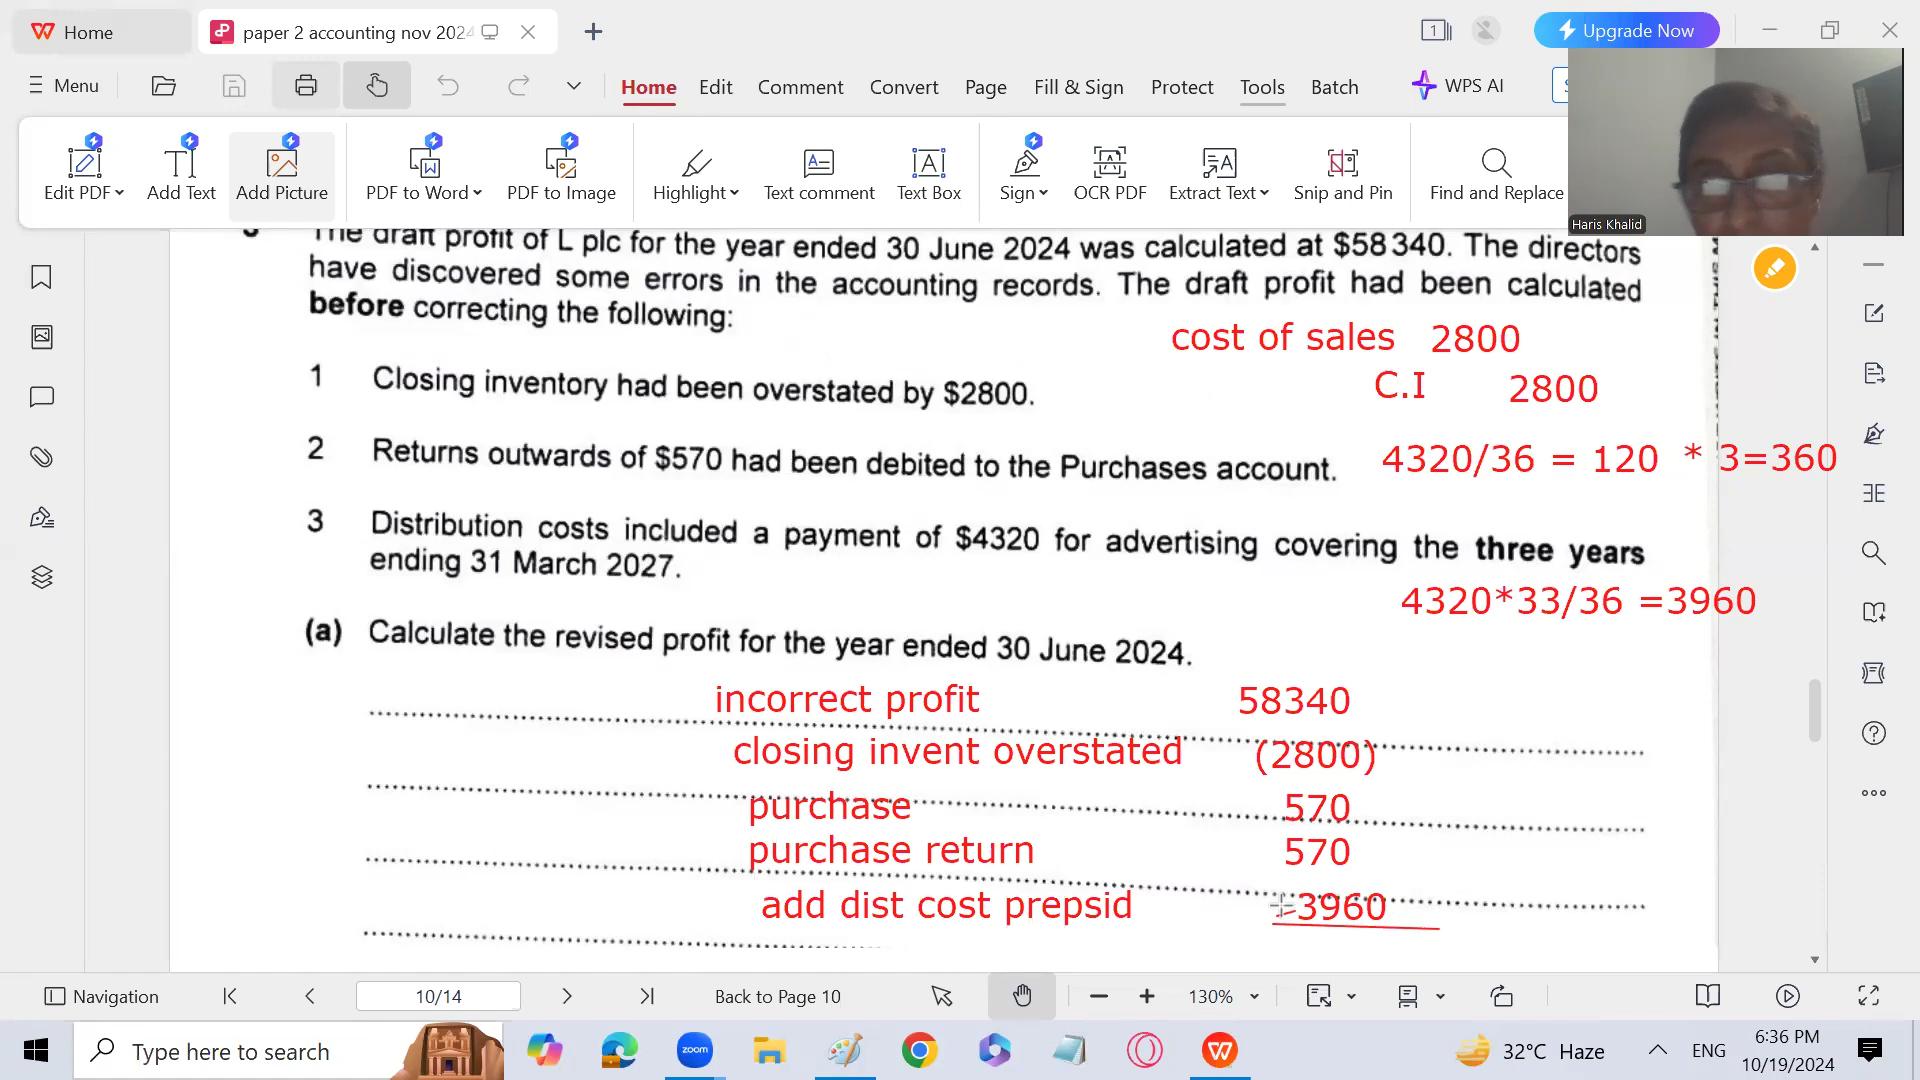 Home
paper 2 accounting nov 2024
1
Upgrade Now
Menu
Home Edit Comment Convert Page Fill & Sign Protect Tools Batch
WPS AI
Edit PDF Add Text Add Picture PDF to Word PDF to Image Highlight Text comment Text Box Sign OCR PDF Extract Text Snip and Pin Find and Replace
Haris Khalid
The draft profit of L plc for the year ended 30 June 2024 was calculated at $58 340. The directors
have discovered some errors in the accounting records. The draft profit had been calculated
before correcting the following:
cost of sales 2800
1 Closing inventory had been overstated by $2800.
C.I 2800
2 Returns outwards of $570 had been debited to the Purchases account.
4320/36 = 120 * 3=360
3 Distribution costs included a payment of $4320 for advertising covering the three years
ending 31 March 2027.
4320*33/36 =3960
(a) Calculate the revised profit for the year ended 30 June 2024.
incorrect profit 58340
closing invent overstated (2800)
purchase 570
purchase return 570
add dist cost prepsid 3960
Navigation
10/14
Back to Page 10
130%
Type here to search
zoom
32°C Haze
ENG
6:36 PM
10/19/2024